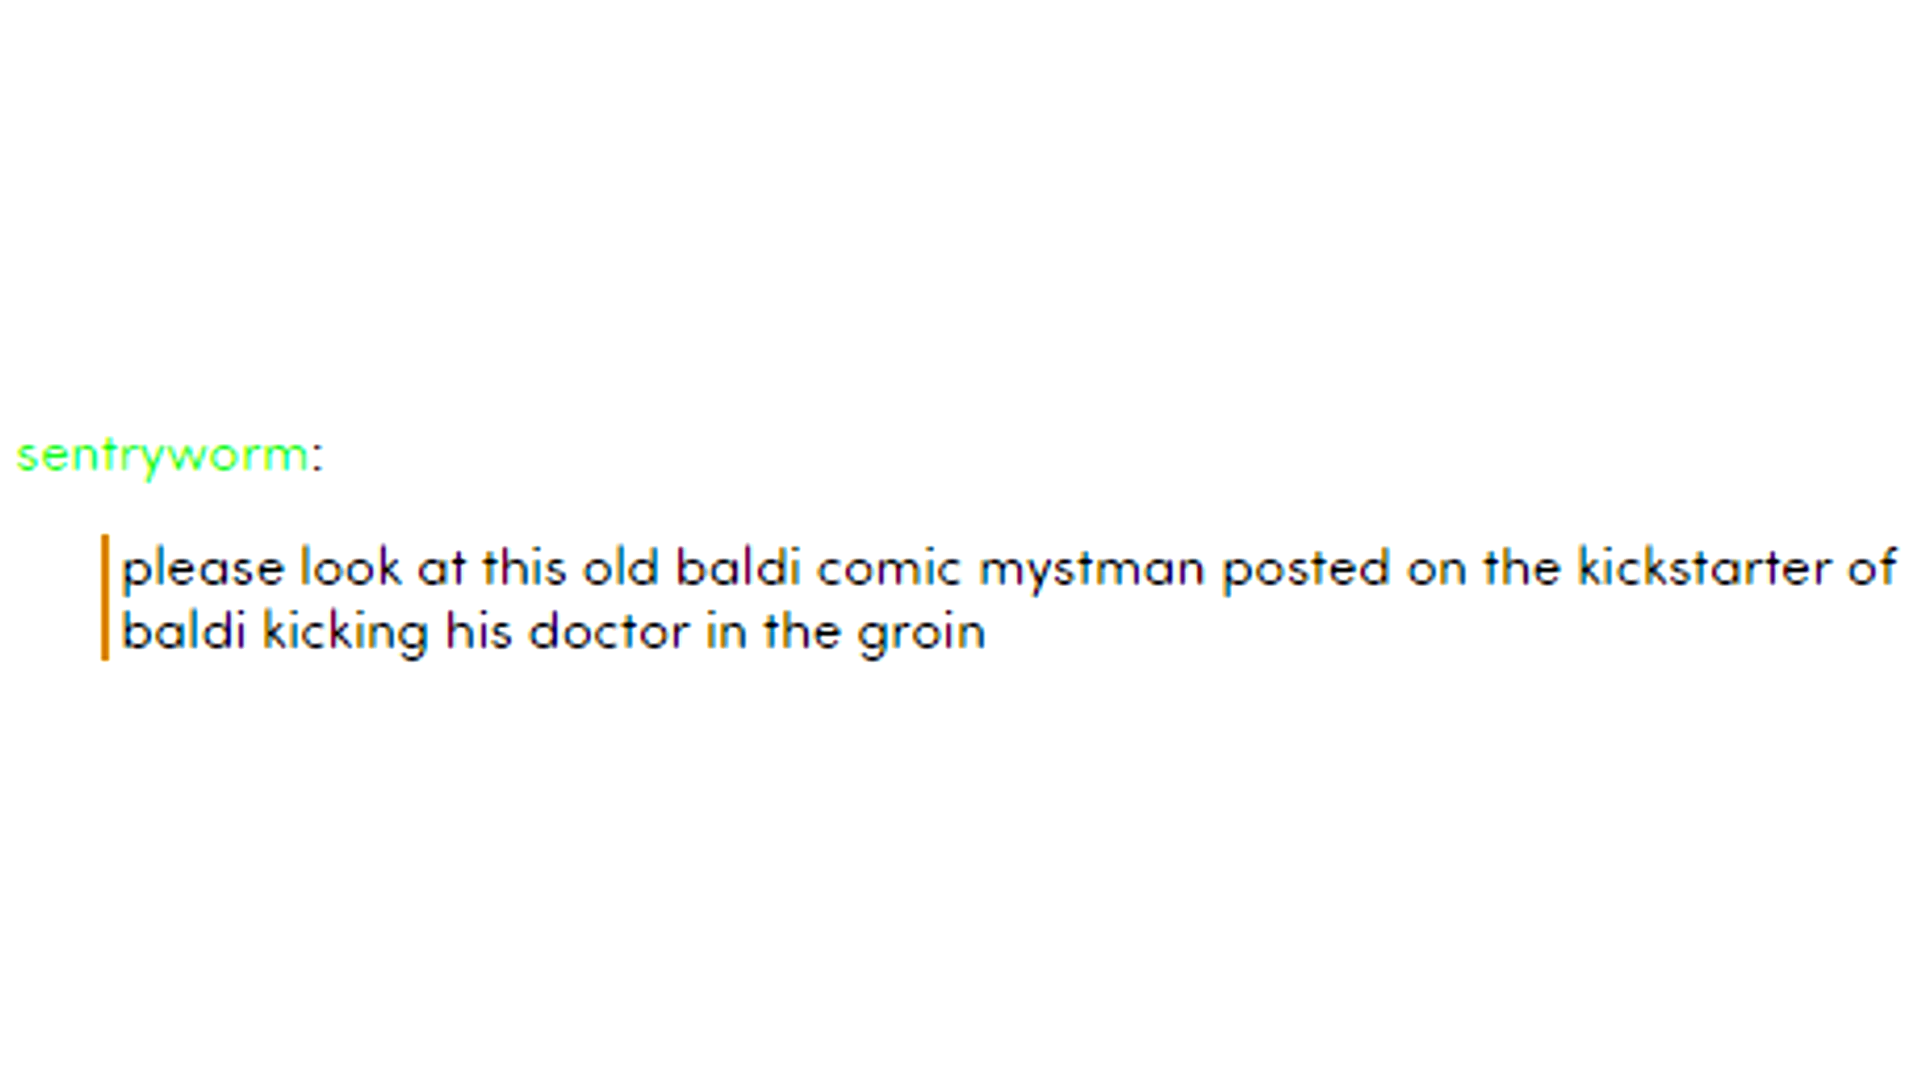 sentryworm:
please look at this old baldi comic mystman posted on the kickstarter of
baldi kicking his doctor in the groin